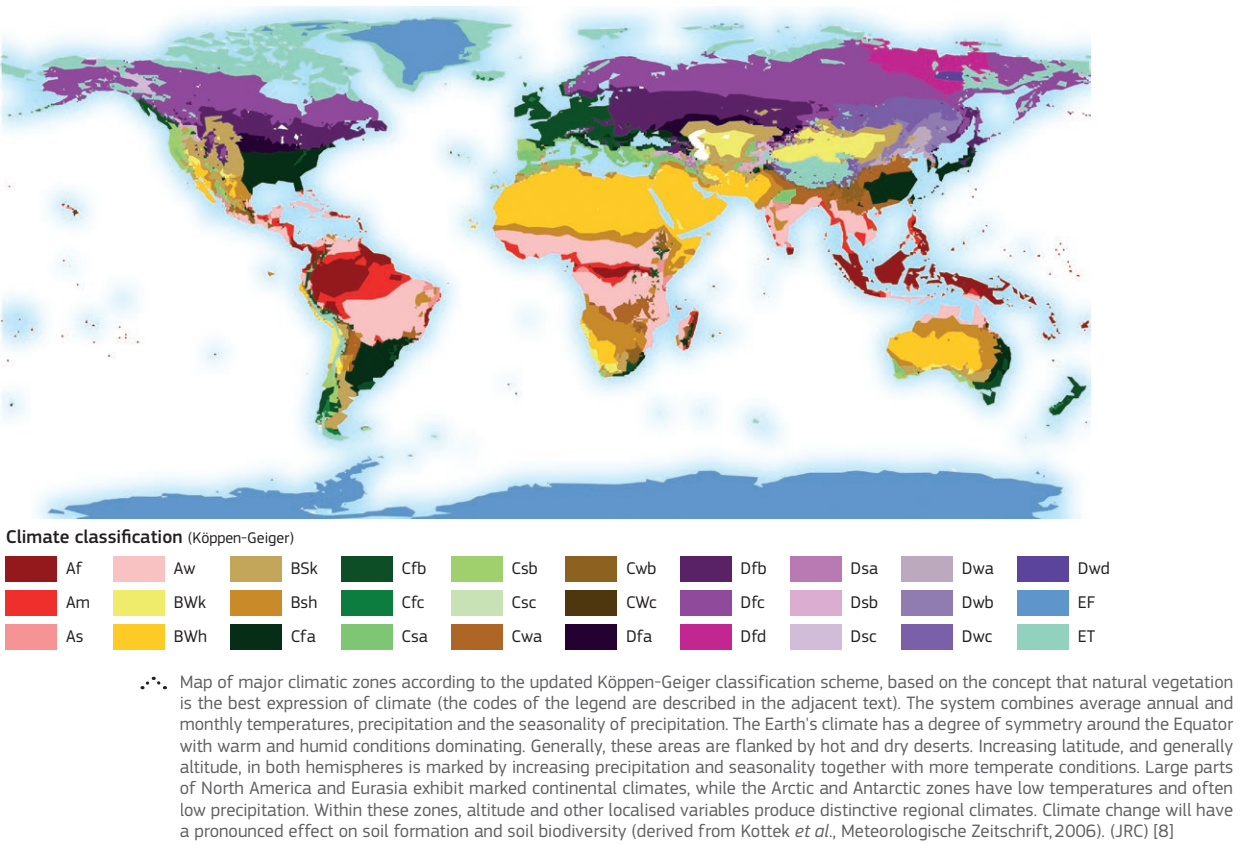 Climate classification (Köppen-Geiger)
Af Aw BSk Cfb Csb Cwb Dfb Dsa Dwa Dwd
Am BWk Bsh Cfc Csc CWc Dfc Dsb Dwb EF
As BWh Cfa Csa Cwa Dfa Dfd Dsc Dwc ET
Map of major climatic zones according to the updated Köppen-Geiger classification scheme, based on the concept that natural vegetation
is the best expression of climate (the codes of the legend are described in the adjacent text). The system combines average annual and
monthly temperatures, precipitation and the seasonality of precipitation. The Earth's climate has a degree of symmetry around the Equator
with warm and humid conditions dominating. Generally, these areas are flanked by hot and dry deserts. Increasing latitude, and generally
altitude, in both hemispheres is marked by increasing precipitation and seasonality together with more temperate conditions. Large parts
of North America and Eurasia exhibit marked continental climates, while the Arctic and Antarctic zones have low temperatures and often
low precipitation. Within these zones, altitude and other localised variables produce distinctive regional climates. Climate change will have
a pronounced effect on soil formation and soil biodiversity (derived from Kottek et al., Meteorologische Zeitschrift, 2006). (JRC) [8]